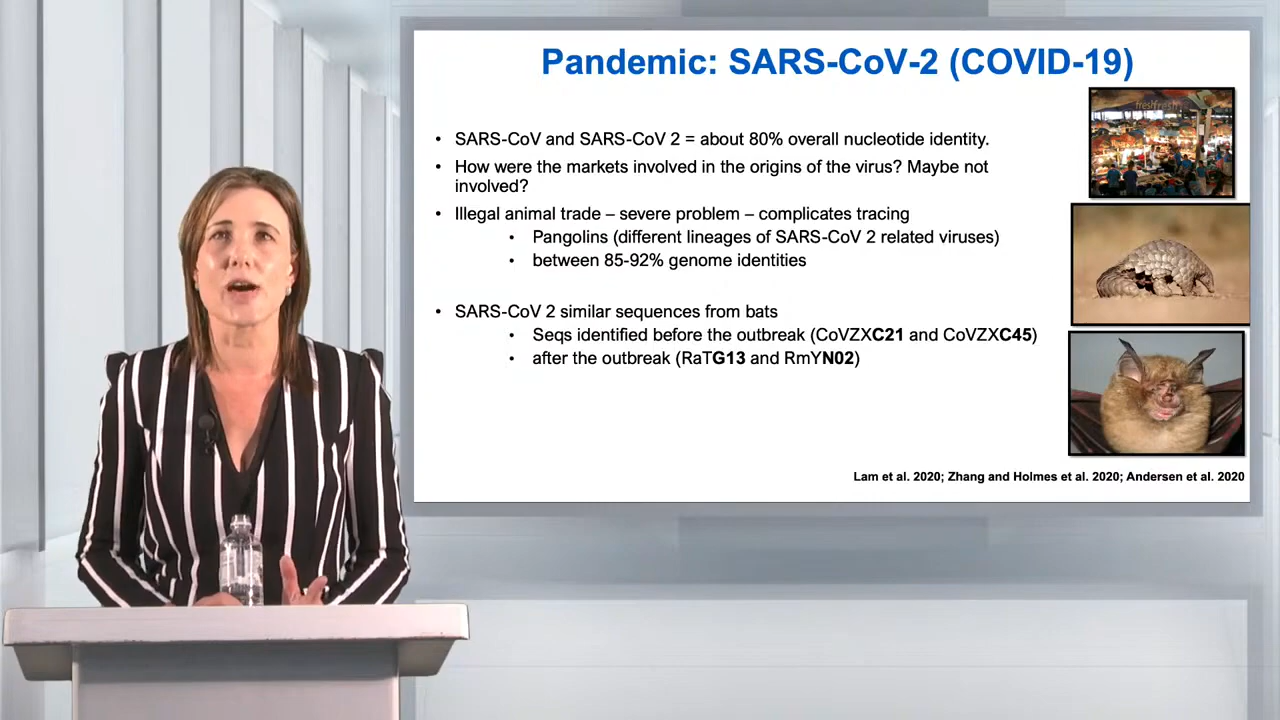 Pandemic: SARS-CoV-2 (COVID-19)
• SARS-CoV and SARS-CoV 2 = about 80% overall nucleotide identity.
• How were the markets involved in the origins of the virus? Maybe not
involved?
• Illegal animal trade – severe problem – complicates tracing
• Pangolins (different lineages of SARS-CoV 2 related viruses)
• between 85-92% genome identities
• SARS-CoV 2 similar sequences from bats
• Seqs identified before the outbreak (CoVZXC21 and CoVZXC45)
• after the outbreak (RaTG13 and RmYN02)
Lam et al. 2020; Zhang and Holmes et al. 2020; Andersen et al. 2020